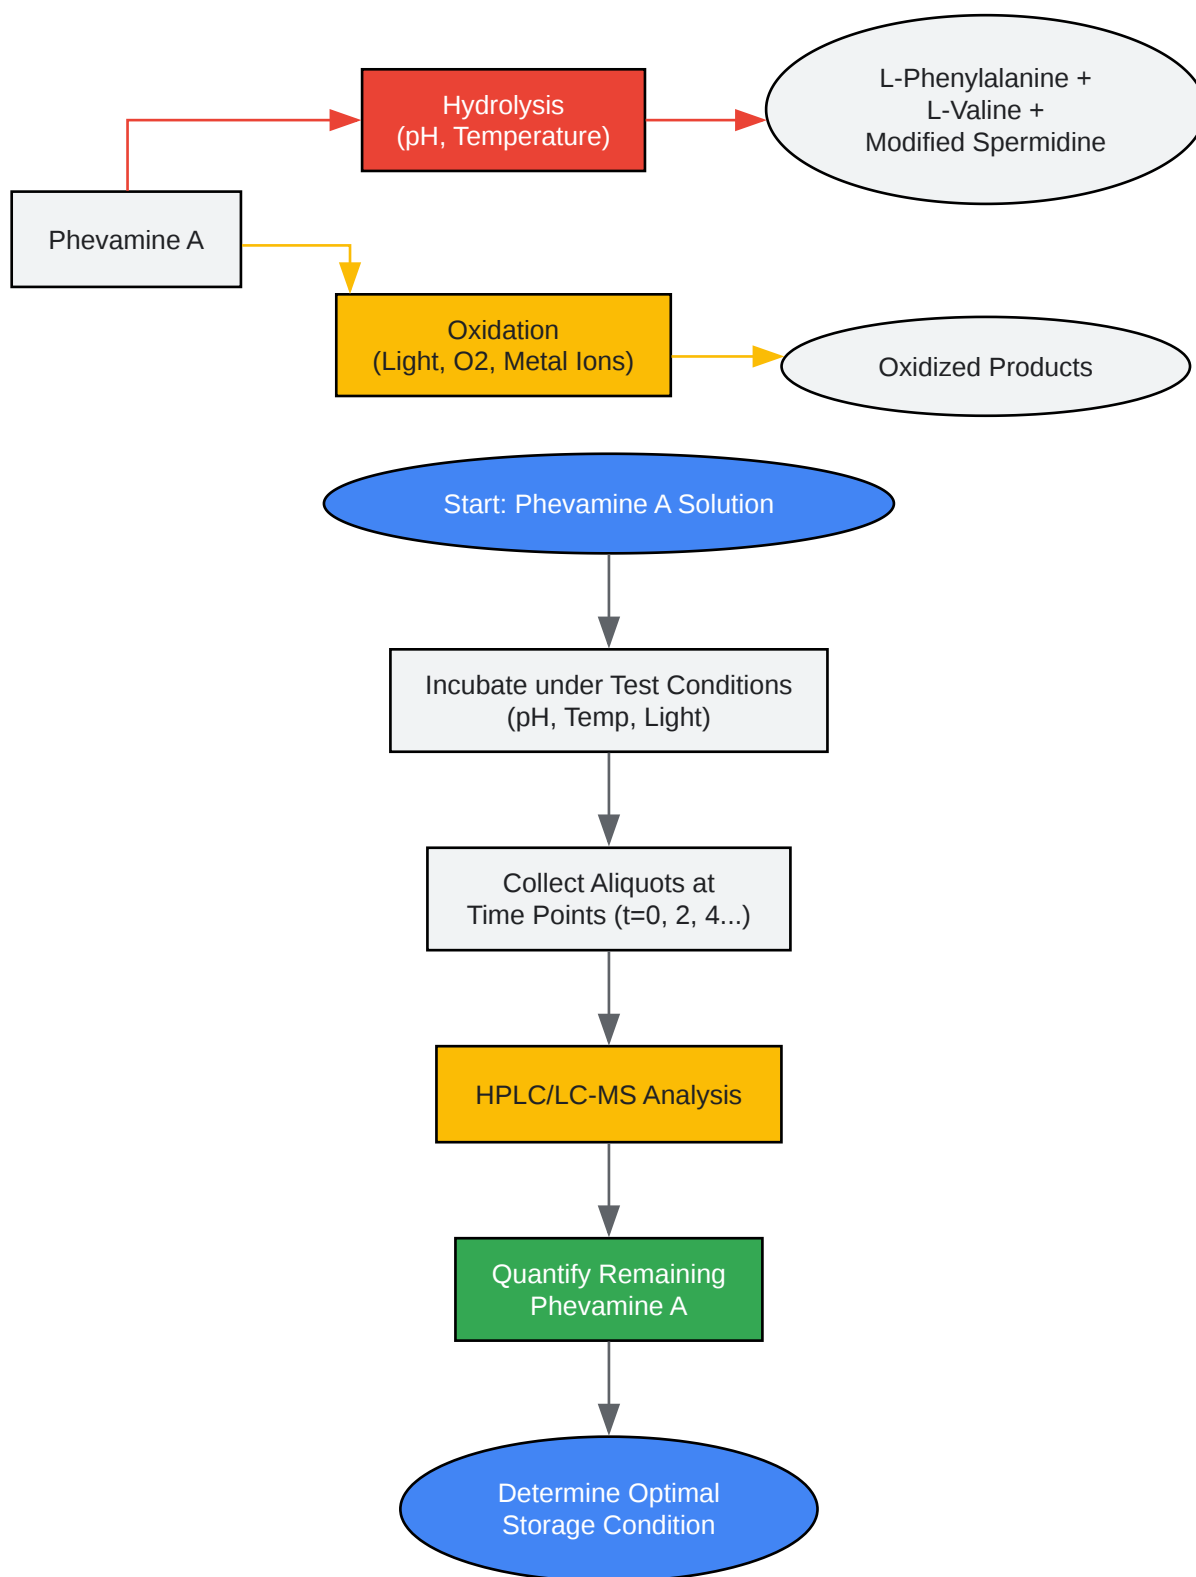 Hydrolysis
(pH, Temperature)
L-Phenylalanine +
L-Valine +
Modified Spermidine
Phevamine A
Oxidation
(Light, O2, Metal Ions)
Oxidized Products
Start: Phevamine A Solution
Incubate under Test Conditions
(pH, Temp, Light)
Collect Aliquots at
Time Points (t=0, 2, 4...)
HPLC/LC-MS Analysis
Quantify Remaining
Phevamine A
Determine Optimal
Storage Condition